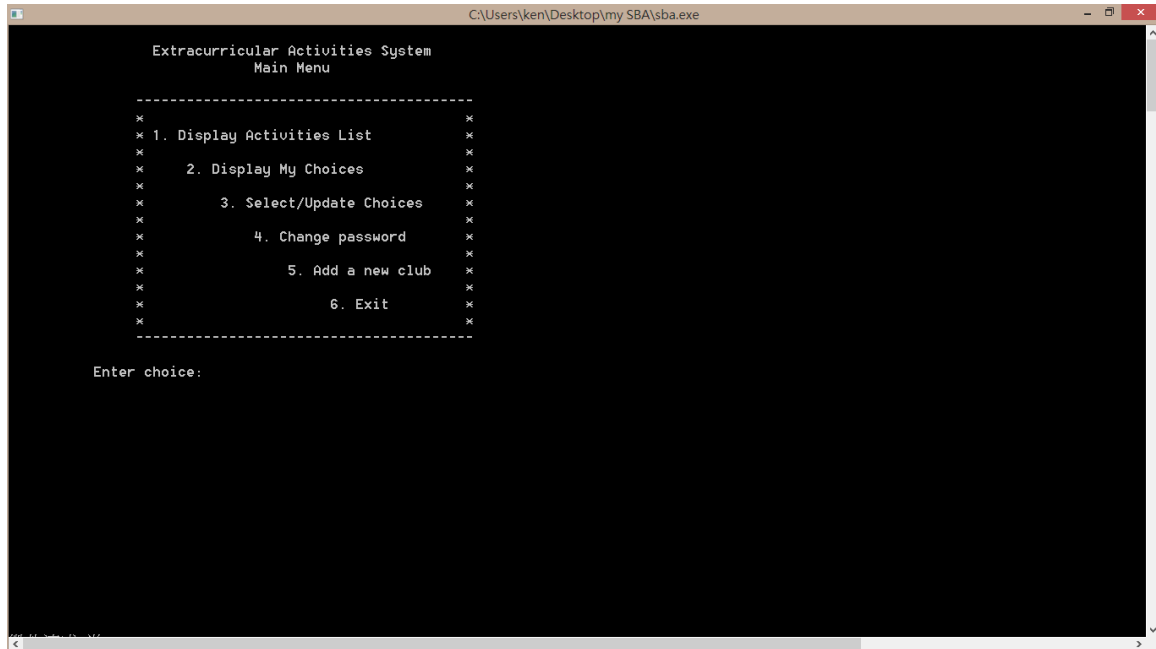 C:\Users\ken\Desktop\my SBA\sba.exe
Extracurricular Activities System
Main Menu
----------------------------------------
* *
* 1. Display Activities List *
* *
* 2. Display My Choices *
* *
* 3. Select/Update Choices *
* *
* 4. Change password *
* *
* 5. Add a new club *
* *
* 6. Exit *
* *
----------------------------------------
Enter choice: